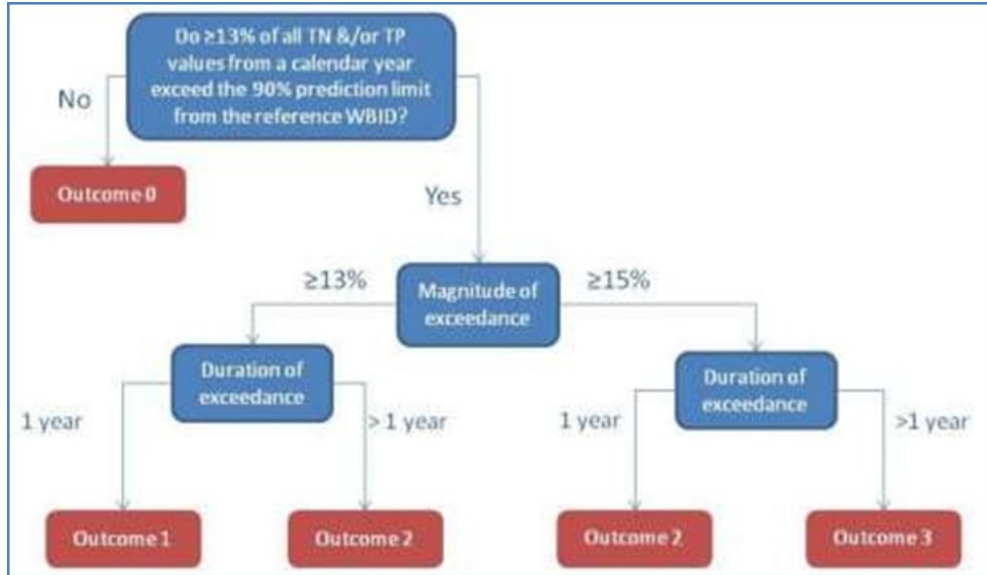 Do ≥13% of all TN &/or TP
values from a calendar year
exceed the 90% prediction limit
from the reference WBID?
No
Outcome 0
Yes
≥13%
Magnitude of
exceedance
≥15%
Duration of
exceedance
Duration of
exceedance
1 year
> 1 year
1 year
>1 year
Outcome 1
Outcome 2
Outcome 2
Outcome 3